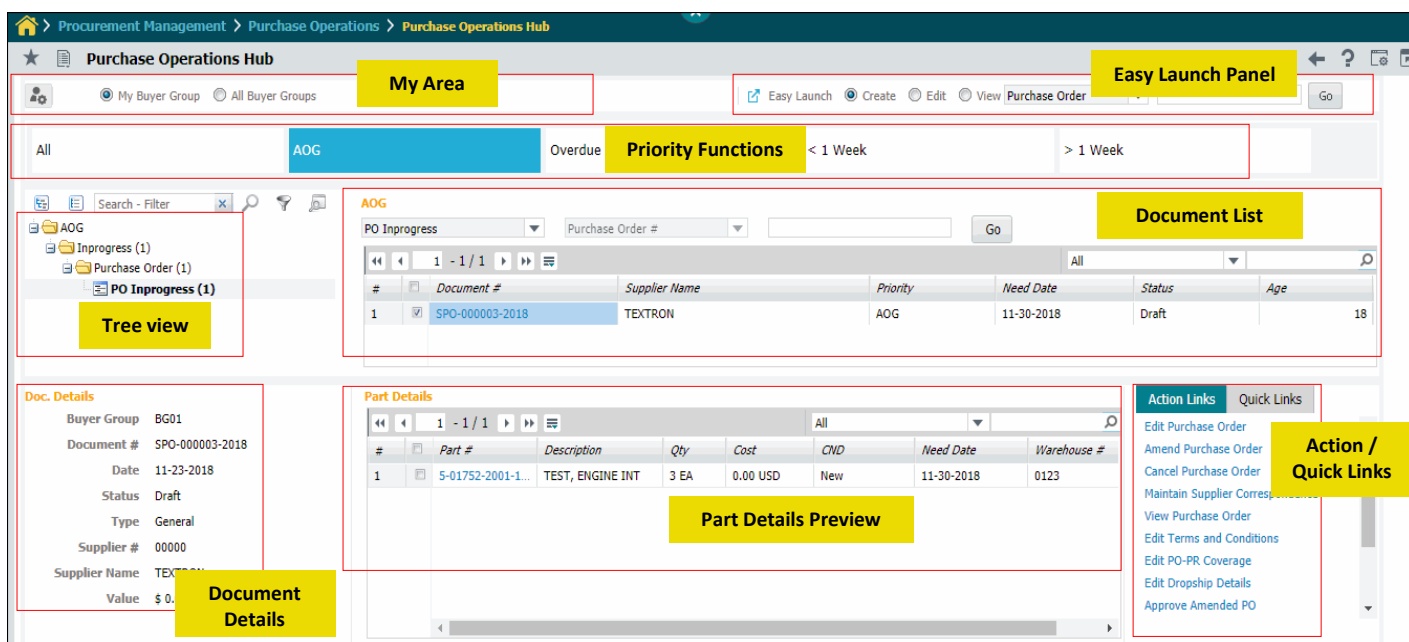 Procurement Management > Purchase Operations > Purchase Operations Hub
Purchase Operations Hub
My Area
Easy Launch Panel
My Buyer Group All Buyer Groups
Easy Launch Create Edit View Purchase Order Go
All AOG Overdue Priority Functions < 1 Week > 1 Week
Search - Filter
AOG
Inprogress (1)
Purchase Order (1)
PO Inprogress (1)
Tree view
AOG
Document List
PO Inprogress Purchase Order # Go
1 - 1 / 1 All
# Document # Supplier Name Priority Need Date Status Age
1 SPO-000003-2018 TEXTRON AOG 11-30-2018 Draft 18
Doc. Details
Buyer Group BG01
Document # SPO-000003-2018
Date 11-23-2018
Status Draft
Type General
Supplier # 00000
Supplier Name TEXTRON
Value $ 0.
Document
Details
Part Details
1 - 1 / 1 All
# Part # Description Qty Cost CND Need Date Warehouse #
1 5-01752-2001-1... TEST, ENGINE INT 3 EA 0.00 USD New 11-30-2018 0123
Part Details Preview
Action Links Quick Links
Edit Purchase Order
Amend Purchase Order
Cancel Purchase Order
Maintain Supplier Correspondence
View Purchase Order
Edit Terms and Conditions
Edit PO-PR Coverage
Edit Dropship Details
Approve Amended PO
Action /
Quick Links